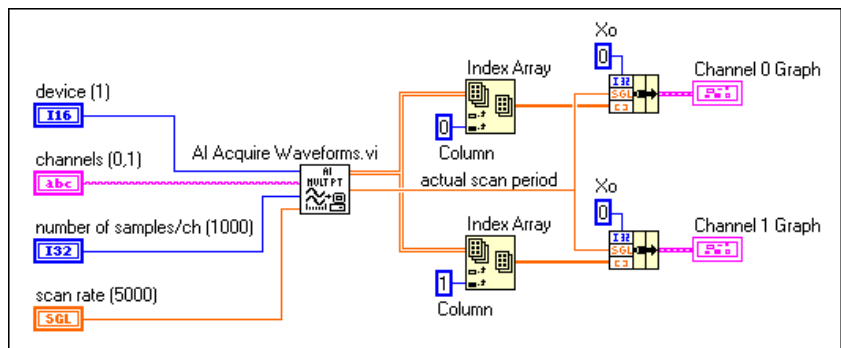 device (1)
I16
channels (0,1)
abc
number of samples/ch (1000)
I32
scan rate (5000)
SGL
AI Acquire Waveforms.vi
AI
MULT PT
Index Array
0
Column
actual scan period
Index Array
1
Column
Xo
0
I32
SGL
Channel 0 Graph
Xo
0
I32
SGL
Channel 1 Graph